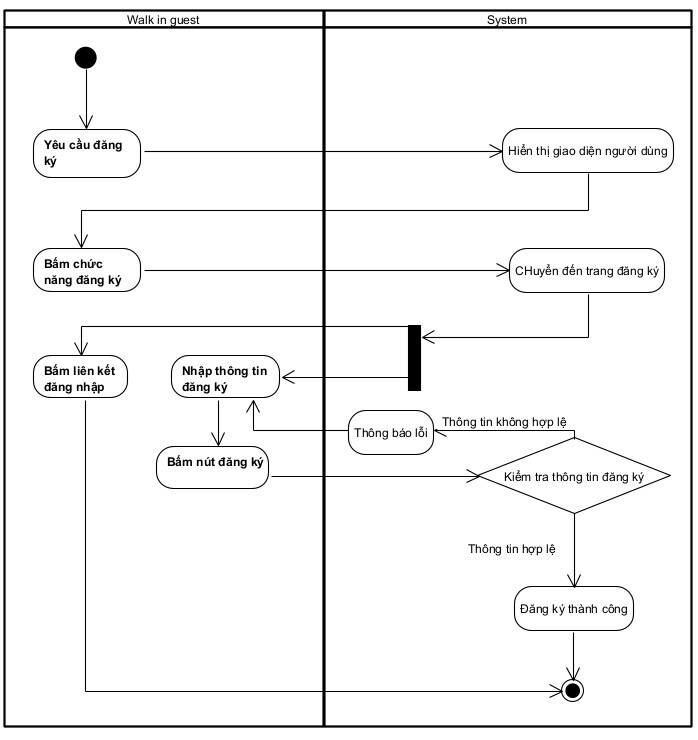 Walk in guest
System
Yêu cầu đăng
ký
Hiển thị giao diện người dùng
Bấm chức
năng đăng ký
CHuyển đến trang đăng ký
Bấm liên kết
đăng nhập
Nhập thông tin
đăng ký
Thông báo lỗi
Thông tin không hợp lệ
Bấm nút đăng ký
Kiểm tra thông tin đăng ký
Thông tin hợp lệ
Đăng ký thành công